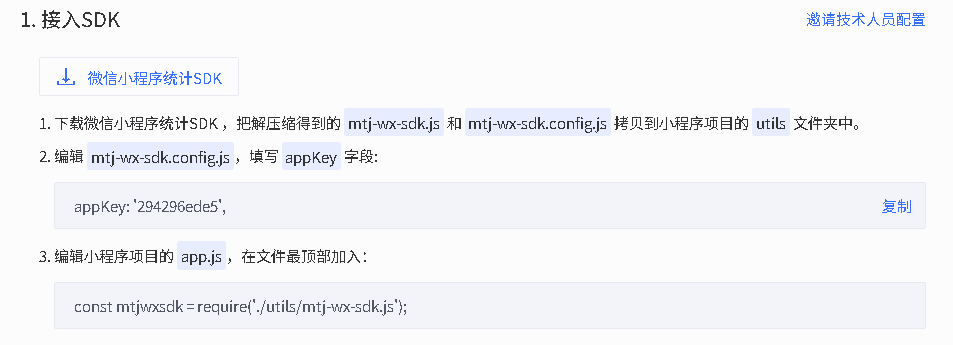 1. 接入SDK 邀请技术人员配置
微信小程序统计SDK
1. 下载微信小程序统计SDK ，把解压缩得到的 mtj-wx-sdk.js 和 mtj-wx-sdk.config.js 拷贝到小程序项目的 utils 文件夹中。
2. 编辑 mtj-wx-sdk.config.js ，填写 appKey 字段:
appKey: '294296ede5', 复制
3. 编辑小程序项目的 app.js ，在文件最顶部加入：
const mtjwxsdk = require('./utils/mtj-wx-sdk.js');